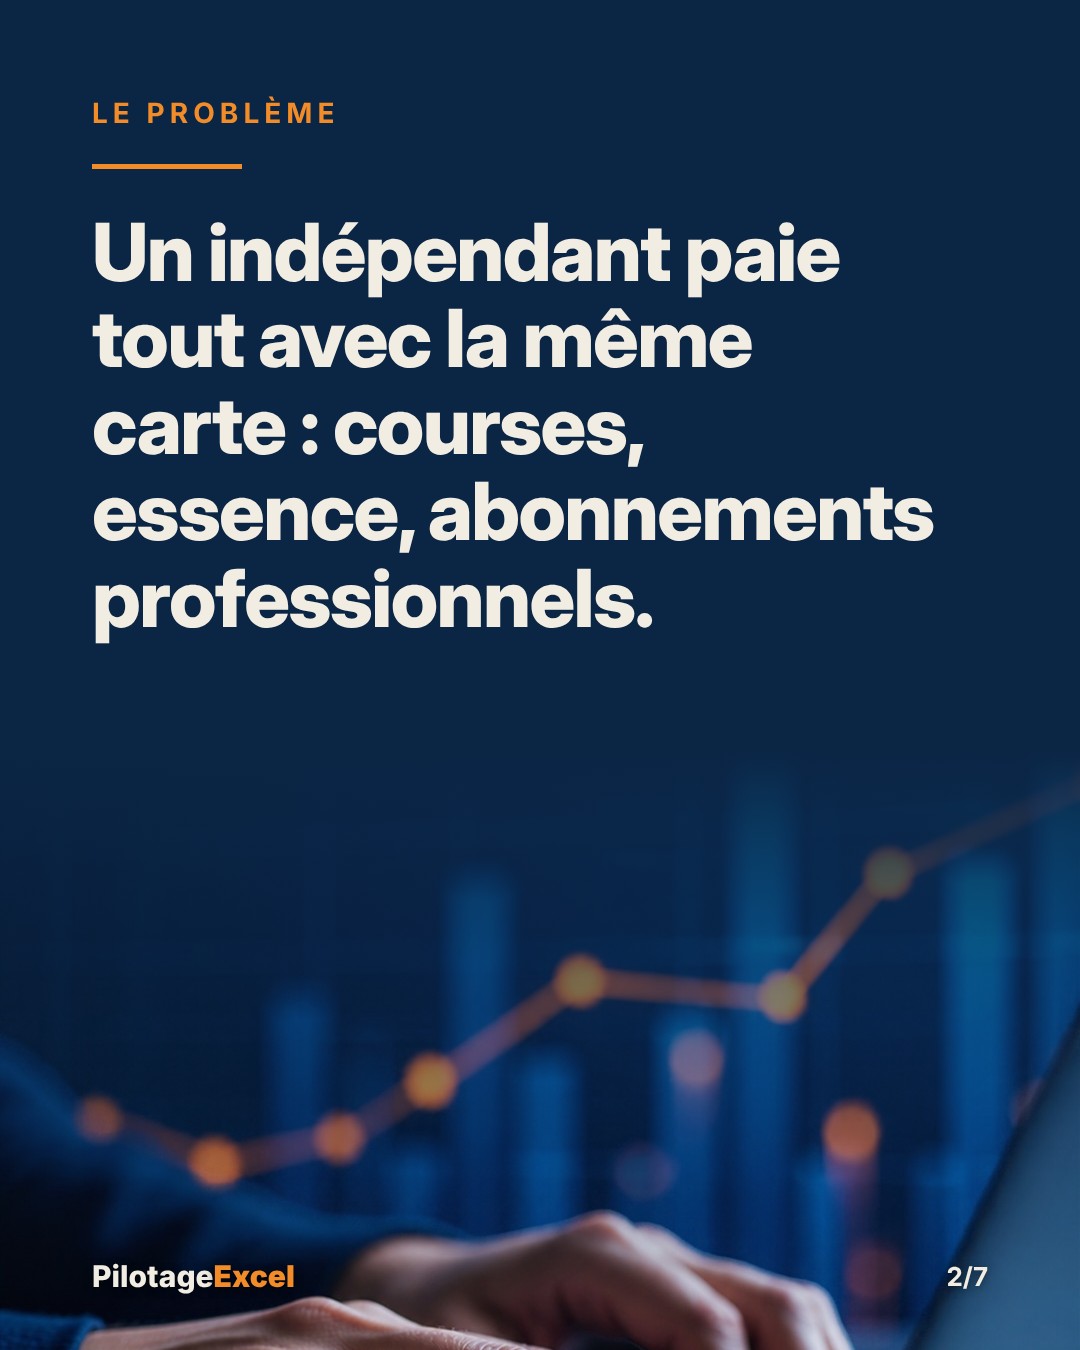 LE PROBLÈME
Un indépendant paie
tout avec la même
carte : courses,
essence, abonnements
professionnels.
PilotageExcel
2/7